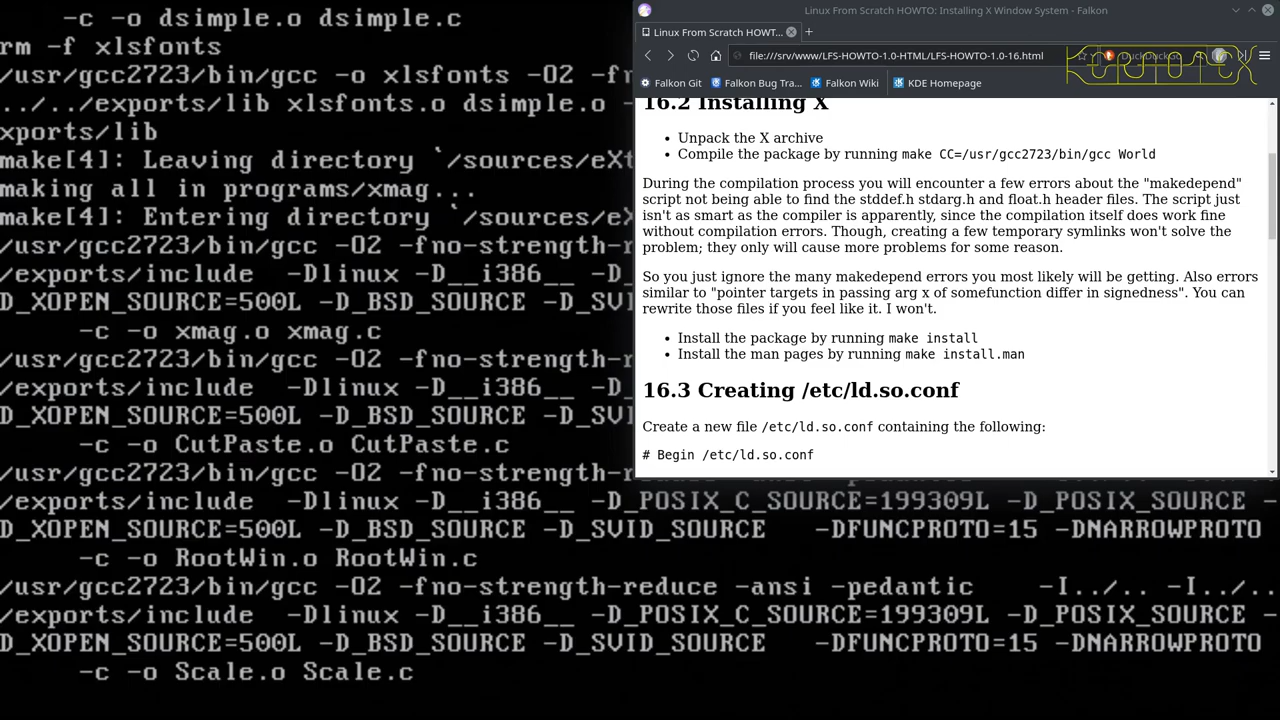 -c -o dsimple.o dsimple.c
rm -f xlsfonts
/usr/gcc2723/bin/gcc -o xlsfonts -O2 -fn
../../exports/lib xlsfonts.o dsimple.o -
xports/lib
make[4]: Leaving directory `/sources/eXt
making all in programs/xmag...
make[4]: Entering directory `/sources/eX
/usr/gcc2723/bin/gcc -O2 -fno-strength-r
/exports/include -Dlinux -D__i386__ -D_
D_XOPEN_SOURCE=500L -D_BSD_SOURCE -D_SVI
-c -o xmag.o xmag.c
/usr/gcc2723/bin/gcc -O2 -fno-strength-r
/exports/include -Dlinux -D__i386__ -D_
D_XOPEN_SOURCE=500L -D_BSD_SOURCE -D_SVI
-c -o CutPaste.o CutPaste.c
/usr/gcc2723/bin/gcc -O2 -fno-strength-reduce -ansi -pedantic
/exports/include -Dlinux -D__i386__ -D_POSIX_C_SOURCE=199309L -D_POSIX_SOURCE -
D_XOPEN_SOURCE=500L -D_BSD_SOURCE -D_SVID_SOURCE -DFUNCPROTO=15 -DNARROWPROTO
-c -o RootWin.o RootWin.c
/usr/gcc2723/bin/gcc -O2 -fno-strength-reduce -ansi -pedantic -I../.. -I../..
/exports/include -Dlinux -D__i386__ -D_POSIX_C_SOURCE=199309L -D_POSIX_SOURCE -
D_XOPEN_SOURCE=500L -D_BSD_SOURCE -D_SVID_SOURCE -DFUNCPROTO=15 -DNARROWPROTO
-c -o Scale.o Scale.c
Linux From Scratch HOWTO: Installing X Window System - Falkon
Linux From Scratch HOWT...
file:///srv/www/LFS-HOWTO-1.0-HTML/LFS-HOWTO-1.0-16.html
Falkon Git Falkon Bug Tra... Falkon Wiki KDE Homepage
16.2 Installing X
• Unpack the X archive
• Compile the package by running make CC=/usr/gcc2723/bin/gcc World
During the compilation process you will encounter a few errors about the "makedepend"
script not being able to find the stddef.h stdarg.h and float.h header files. The script just
isn't as smart as the compiler is apparently, since the compilation itself does work fine
without compilation errors. Though, creating a few temporary symlinks won't solve the
problem; they only will cause more problems for some reason.
So you just ignore the many makedepend errors you most likely will be getting. Also errors
similar to "pointer targets in passing arg x of somefunction differ in signedness". You can
rewrite those files if you feel like it. I won't.
• Install the package by running make install
• Install the man pages by running make install.man
16.3 Creating /etc/ld.so.conf
Create a new file /etc/ld.so.conf containing the following:
# Begin /etc/ld.so.conf